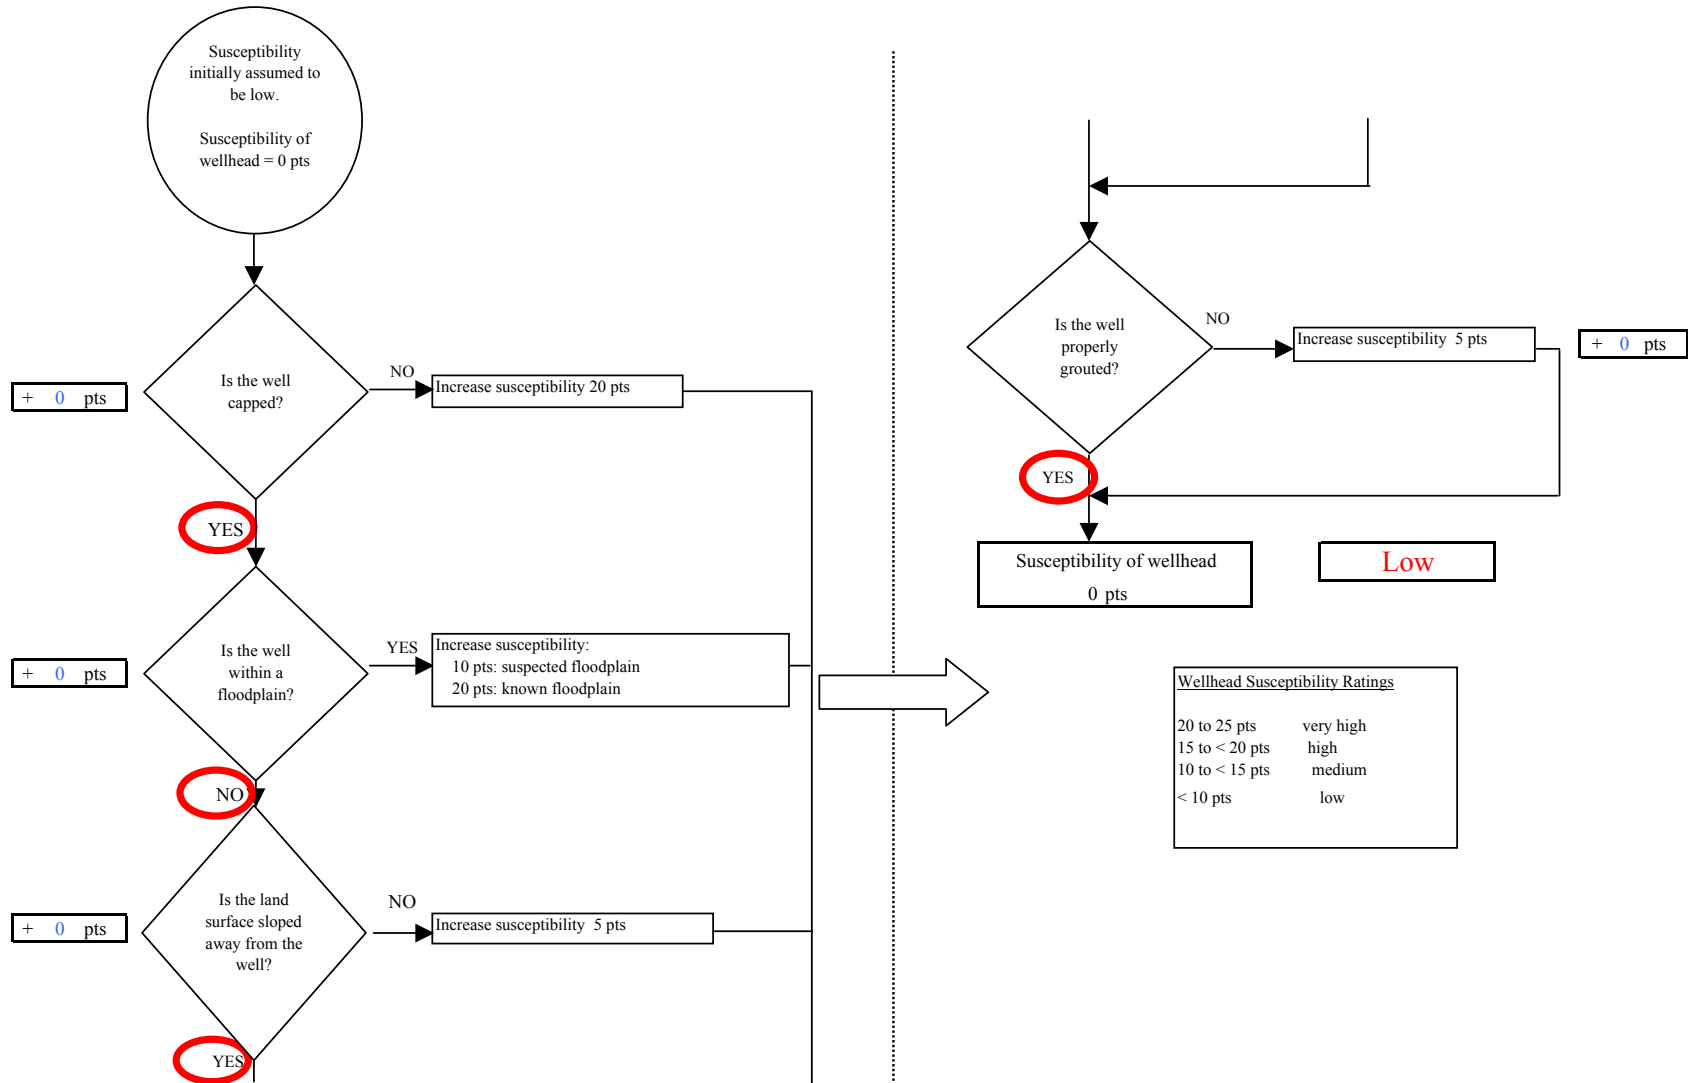 Susceptibility
initially assumed to
be low.
Susceptibility of
wellhead = 0 pts
Is the well
capped?
NO
Increase susceptibility 20 pts
+ 0 pts
YES
Is the well
within a
floodplain?
YES
Increase susceptibility:
10 pts: suspected floodplain
20 pts: known floodplain
+ 0 pts
NO
Is the land
surface sloped
away from the
well?
NO
Increase susceptibility 5 pts
+ 0 pts
YES
Is the well
properly
grouted?
NO
Increase susceptibility 5 pts
+ 0 pts
YES
Susceptibility of wellhead
0 pts
Low
Wellhead Susceptibility Ratings
20 to 25 pts very high
15 to < 20 pts high
10 to < 15 pts medium
< 10 pts low